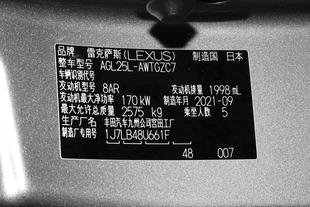 品牌 雷克萨斯(LEXUS) 制造国 日本
整车型号 AGL25L-AWTGZC7
车辆识别代号
发动机型号 8AR 发动机排量 1998 mL
发动机最大净功率 170 kW 制造年月 2021-09
最大允许总质量 2575 kg 乘坐人数 5
生产厂名 丰田汽车九州公司宫田工厂
制造厂专用号 1J7LB48U661F
48 007